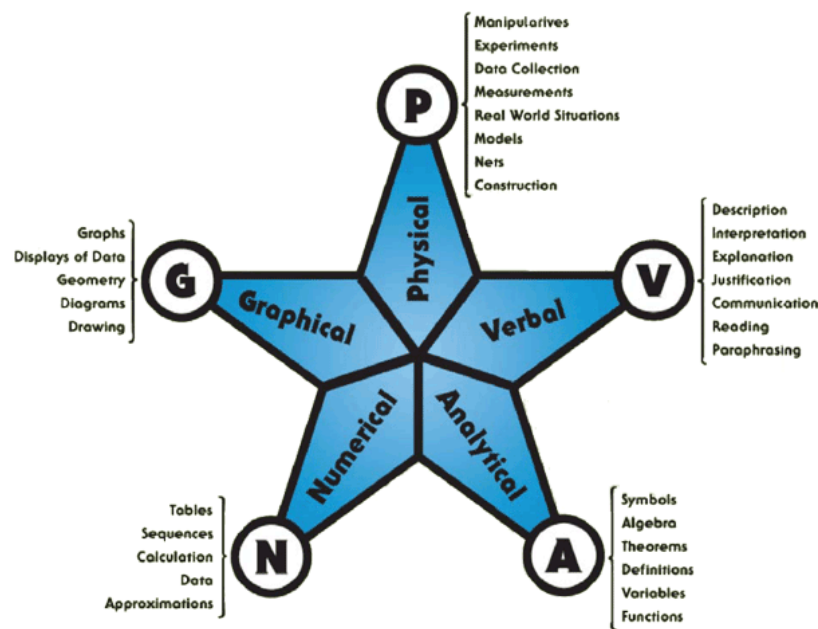 P
Manipularives
Experiments
Data Collection
Measurements
Real World Situations
Models
Nets
Construction
Physical
G
Graphs
Displays of Data
Geometry
Diagrams
Drawing
Graphical
V
Description
Interpretation
Explanation
Justification
Communication
Reading
Paraphrasing
Verbal
N
Tables
Sequences
Calculation
Data
Approximations
Numerical
A
Symbols
Algebra
Theorems
Definitions
Variables
Functions
Analytical